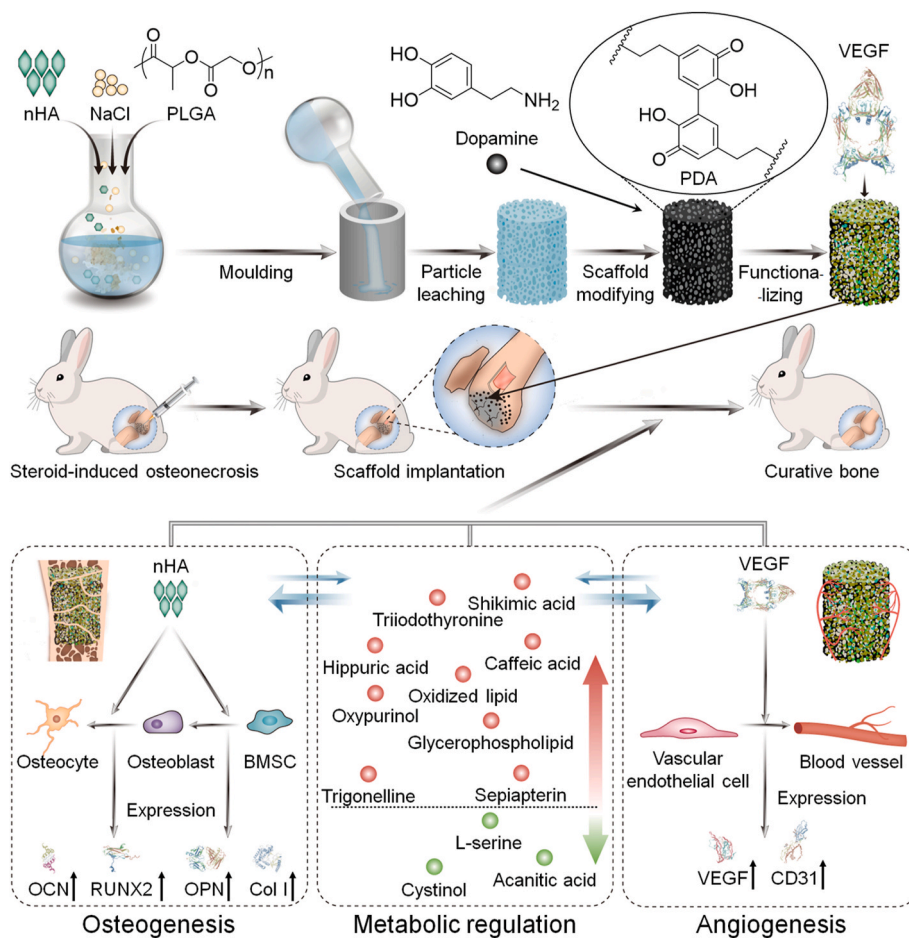 nHA
NaCl
PLGA
O
O
O
O
n
HO
HO
NH2
Dopamine
O
OH
HO
O
PDA
VEGF
Moulding
Particle
leaching
Scaffold
modifying
Functiona-
-lizing
Steroid-induced osteonecrosis
Scaffold implantation
Curative bone
nHA
Osteocyte
Osteoblast
BMSC
Expression
OCN
RUNX2
OPN
Col I
Osteogenesis
Shikimic acid
Triiodothyronine
Hippuric acid
Caffeic acid
Oxidized lipid
Oxypurinol
Glycerophospholipid
Trigonelline
Sepiapterin
L-serine
Cystinol
Acanitic acid
Metabolic regulation
VEGF
Vascular
endothelial cell
Blood vessel
Expression
VEGF
CD31
Angiogenesis